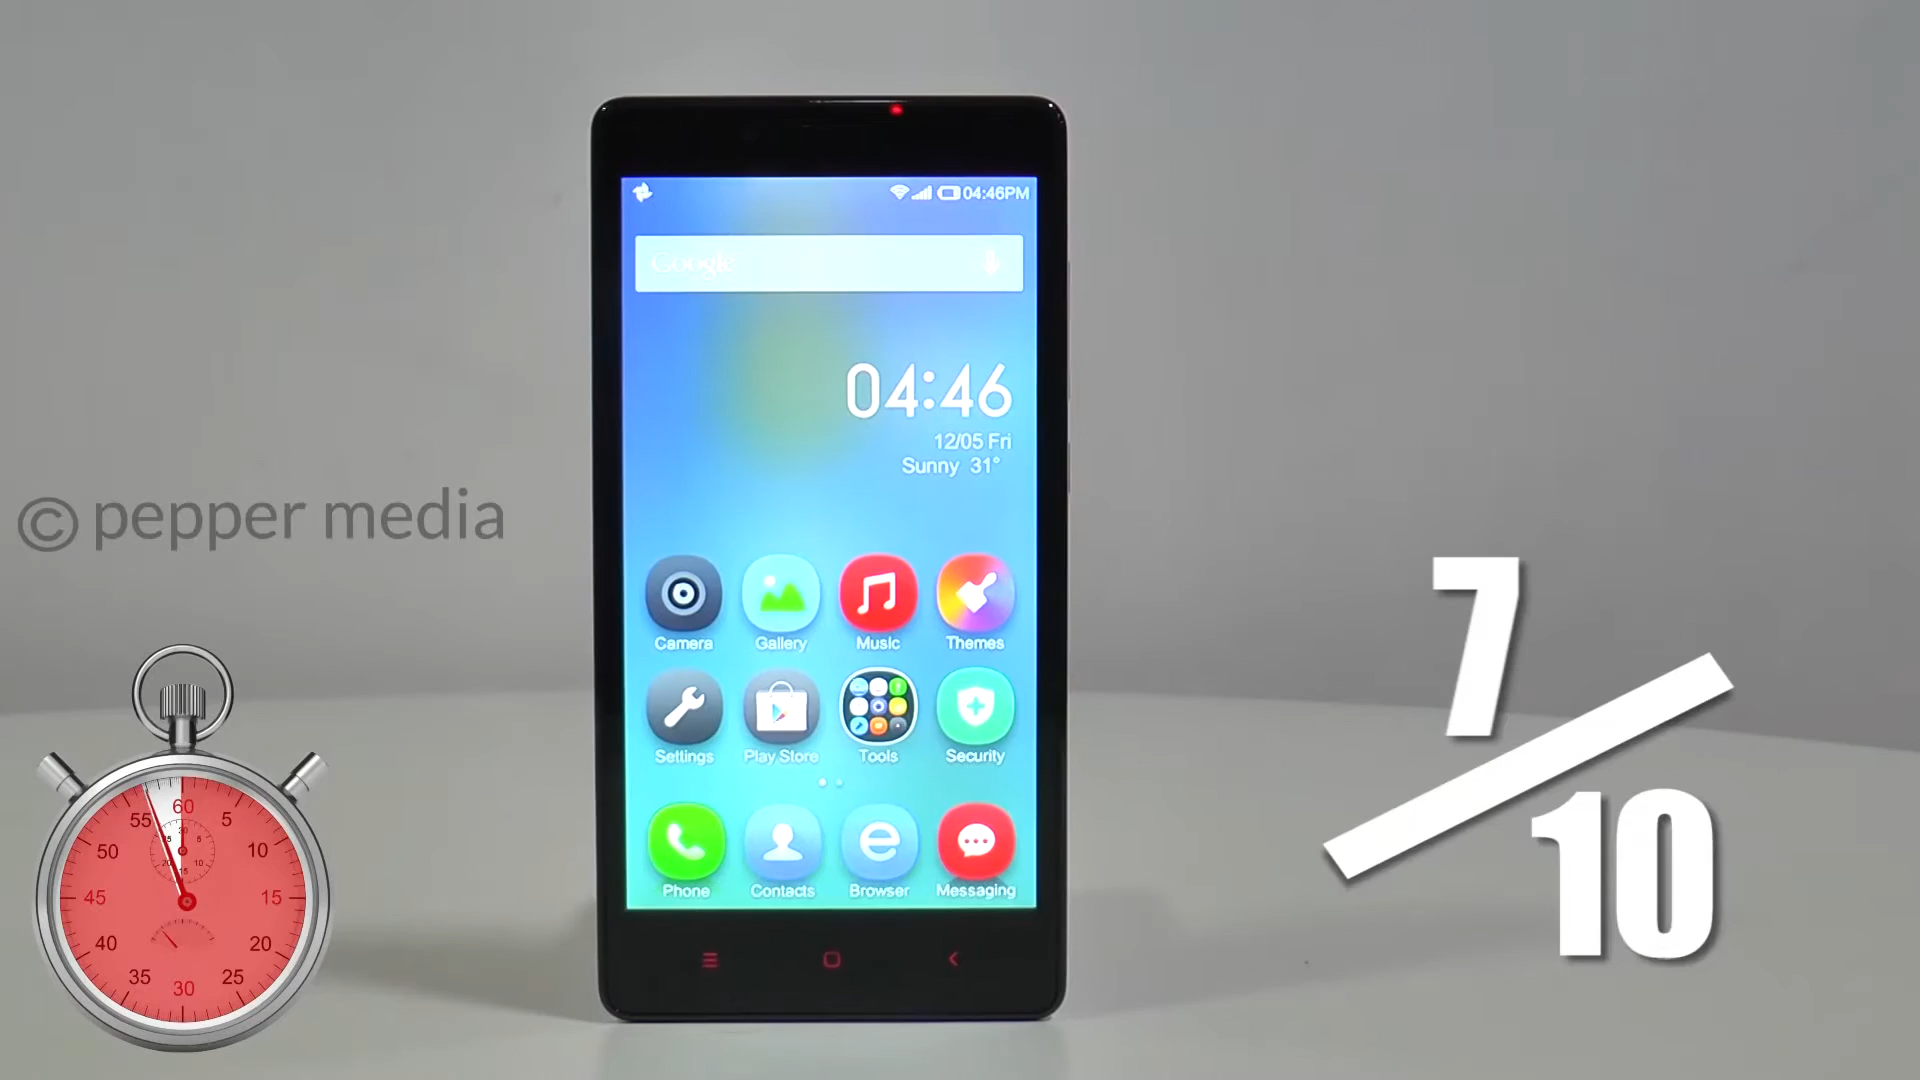 04:46PM
Google
04:46
12/05 Fri
Sunny 31°
© pepper media
Camera Gallery Music Themes
Settings Play Store Tools Security
Phone Contacts Browser Messaging
7/10
60
55 5
50 10
45 15
40 20
35 25
30